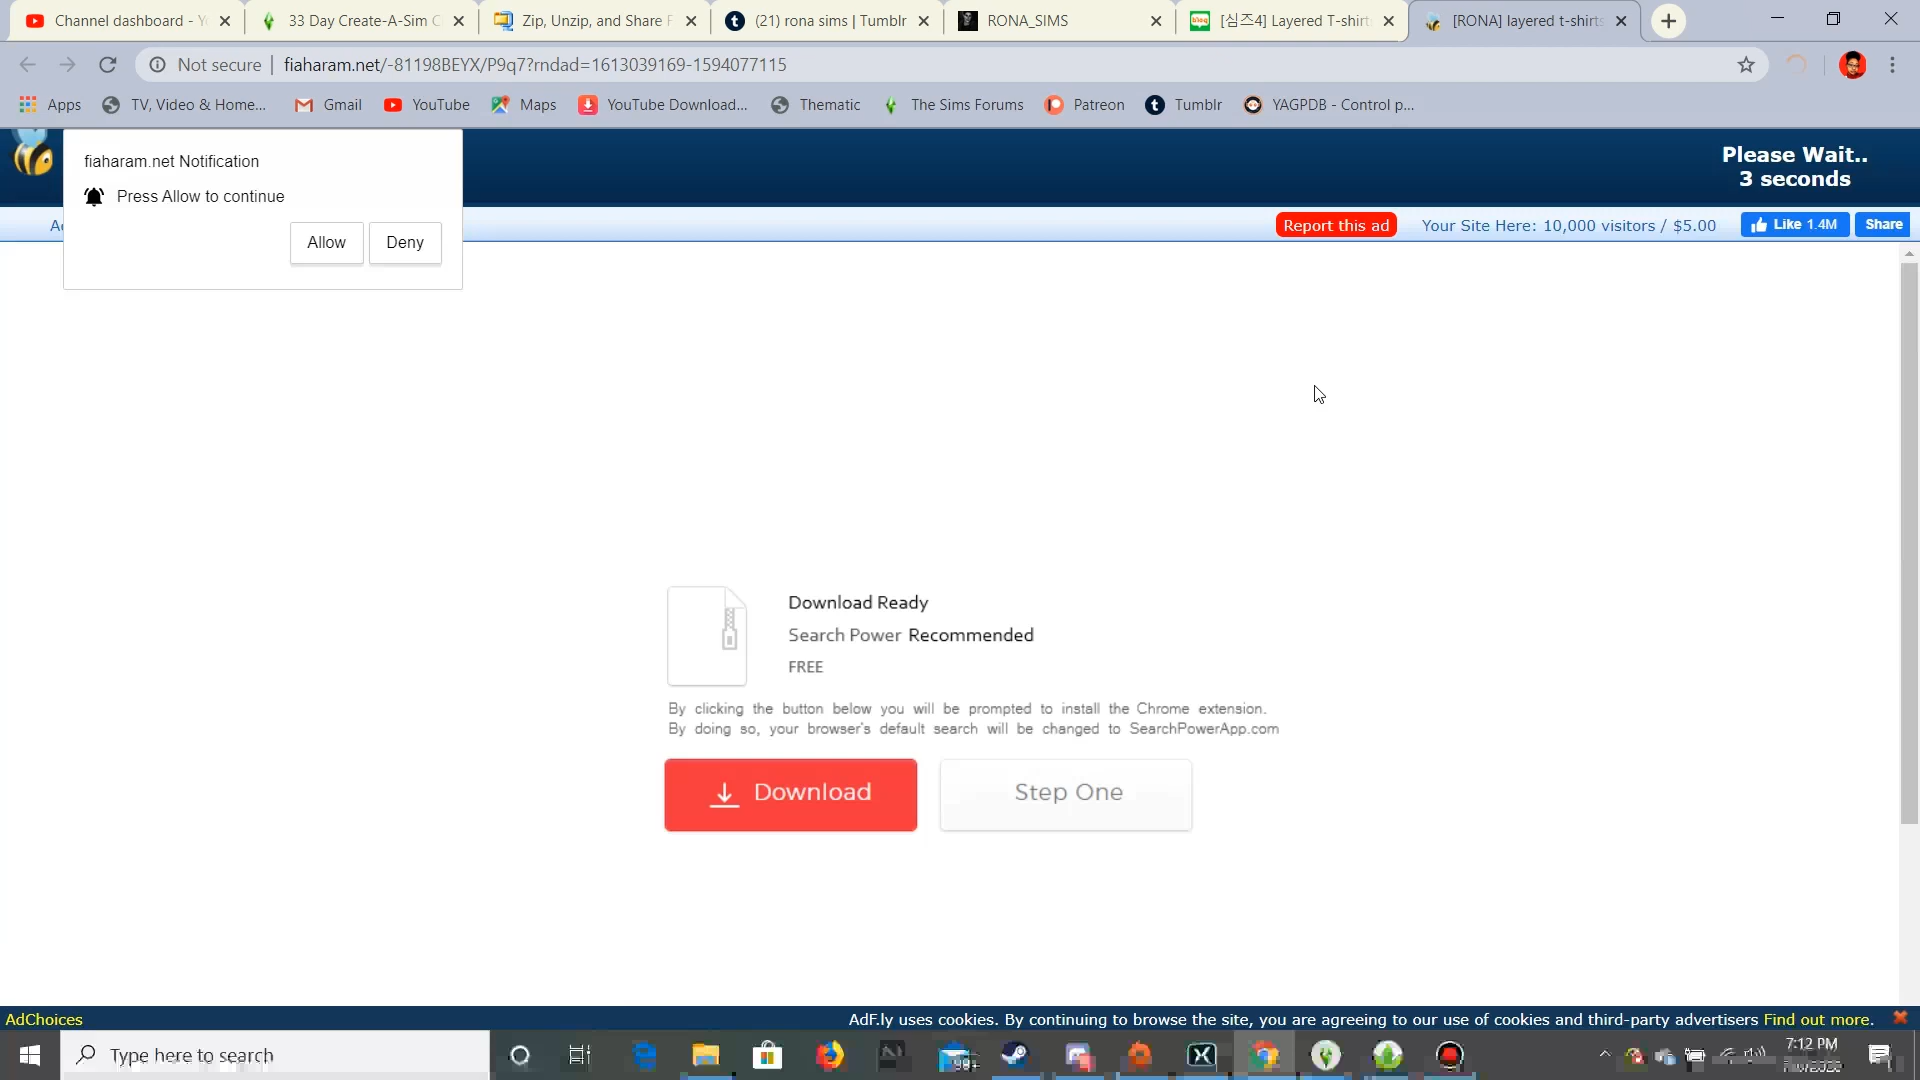 Channel dashboard - Y
33 Day Create-A-Sim C
Zip, Unzip, and Share F
(21) rona sims | Tumblr
RONA_SIMS
[심즈4] Layered T-shirt
[RONA] layered t-shirts
Not secure
fiaharam.net/-81198BEYX/P9q7?rndad=1613039169-1594077115
Apps
TV, Video & Home...
Gmail
YouTube
Maps
YouTube Download...
Thematic
The Sims Forums
Patreon
Tumblr
YAGPDB - Control p...
fiaharam.net Notification
Press Allow to continue
Allow
Deny
Please Wait..
3 seconds
Report this ad
Your Site Here: 10,000 visitors / $5.00
Like 1.4M
Share
Download Ready
Search Power Recommended
FREE
By clicking the button below you will be prompted to install the Chrome extension.
By doing so, your browser's default search will be changed to SearchPowerApp.com
Download
Step One
AdChoices
AdF.ly uses cookies. By continuing to browse the site, you are agreeing to our use of cookies and third-party advertisers Find out more.
Type here to search
99+
7:12 PM